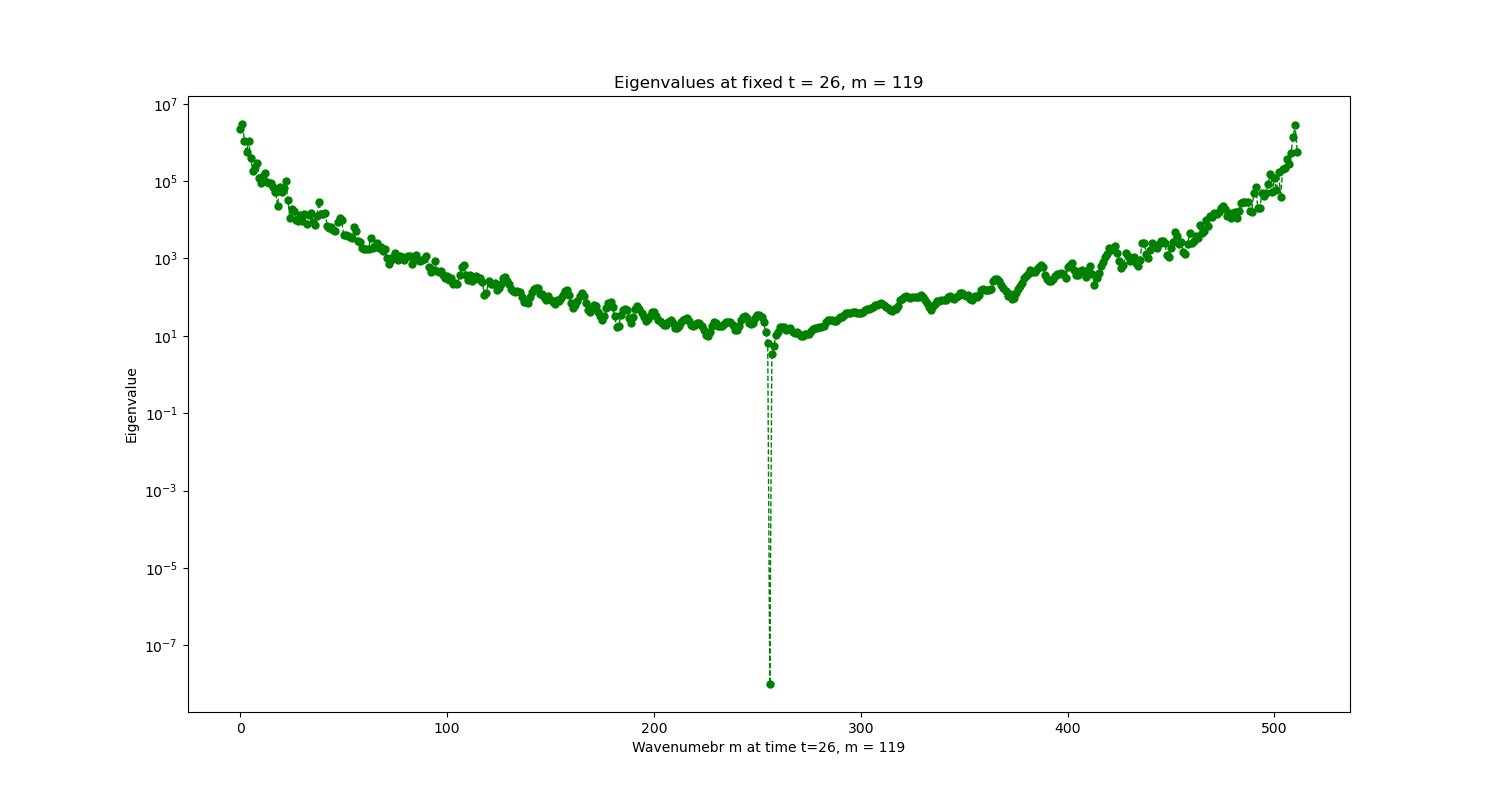 Eigenvalues at fixed t = 26, m = 119
10^7
10^5
10^3
10^1
10^-1
10^-3
10^-5
10^-7
Eigenvalue
0 100 200 300 400 500
Wavenumebr m at time t=26, m = 119